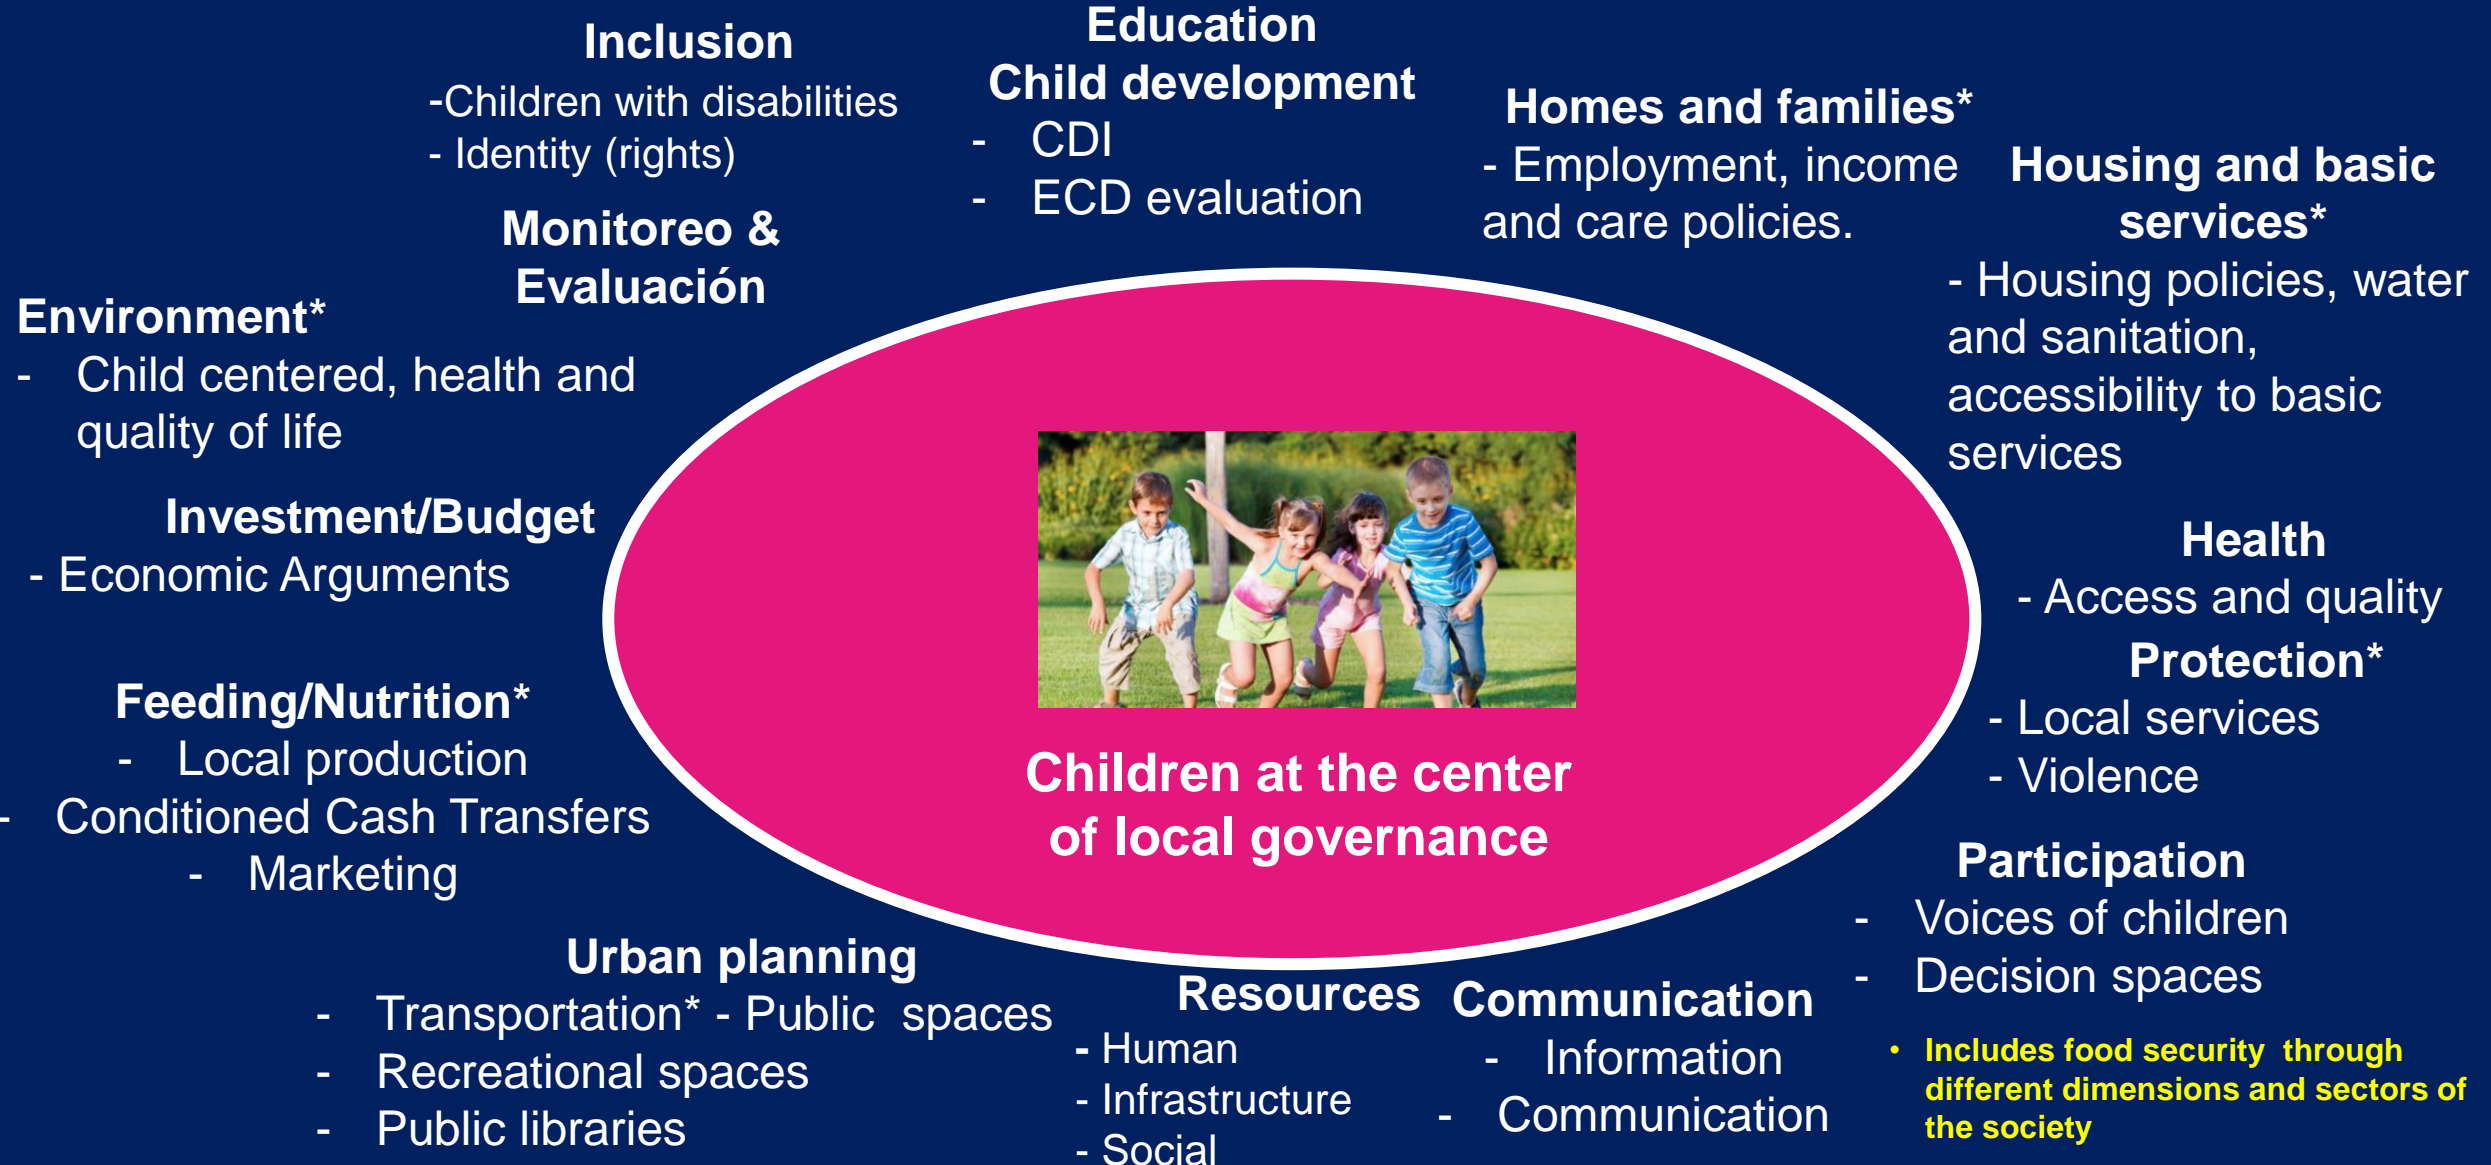 Inclusion
-Children with disabilities
- Identity (rights)
Education
Child development
- CDI
- ECD evaluation
Homes and families*
- Employment, income
and care policies.
Housing and basic
services*
- Housing policies, water
and sanitation,
accessibility to basic
services
Monitoreo &
Evaluación
Environment*
- Child centered, health and
quality of life
Investment/Budget
- Economic Arguments
Health
- Access and quality
Protection*
- Local services
- Violence
Feeding/Nutrition*
- Local production
- Conditioned Cash Transfers
- Marketing
Children at the center
of local governance
Participation
- Voices of children
- Decision spaces
Urban planning
- Transportation* - Public  spaces
- Recreational spaces
- Public libraries
Resources
- Human
- Infrastructure
- Social
Communication
- Information
- Communication
• Includes food security  through
different dimensions and sectors of
the society